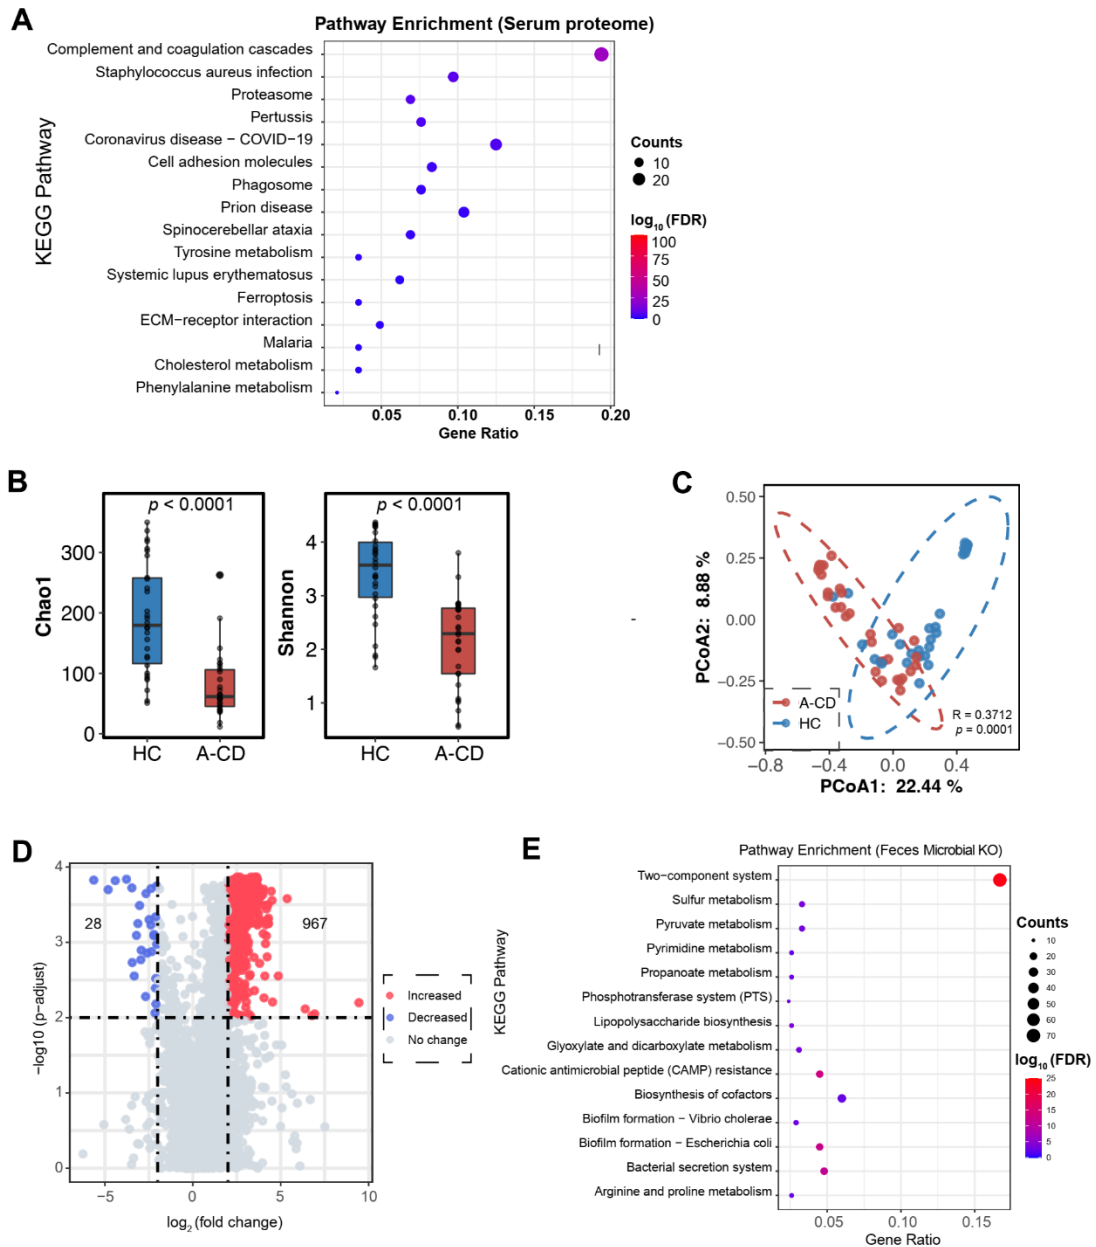 A
Pathway Enrichment (Serum proteome)
KEGG Pathway
Complement and coagulation cascades
Staphylococcus aureus infection
Proteasome
Pertussis
Coronavirus disease − COVID−19
Cell adhesion molecules
Phagosome
Prion disease
Spinocerebellar ataxia
Tyrosine metabolism
Systemic lupus erythematosus
Ferroptosis
ECM−receptor interaction
Malaria
Cholesterol metabolism
Phenylalanine metabolism
0.05 0.10 0.15 0.20
Gene Ratio
Counts
10
20
log10 (FDR)
100
75
50
25
0
B
p < 0.0001
Chao1
300
200
100
0
HC A-CD
p < 0.0001
Shannon
4
3
2
1
HC A-CD
C
PCoA2: 8.88 %
0.50
0.25
0.00
−0.25
−0.50
A-CD
HC
R = 0.3712
p = 0.0001
−0.8 −0.4 0.0 0.4
PCoA1: 22.44 %
D
−log10 (p−adjust)
4
3
2
1
0
28
967
−5 0 5 10
log2 (fold change)
Increased
Decreased
No change
E
Pathway Enrichment (Feces Microbial KO)
KEGG Pathway
Two−component system
Sulfur metabolism
Pyruvate metabolism
Pyrimidine metabolism
Propanoate metabolism
Phosphotransferase system (PTS)
Lipopolysaccharide biosynthesis
Glyoxylate and dicarboxylate metabolism
Cationic antimicrobial peptide (CAMP) resistance
Biosynthesis of cofactors
Biofilm formation − Vibrio cholerae
Biofilm formation − Escherichia coli
Bacterial secretion system
Arginine and proline metabolism
0.05 0.10 0.15
Gene Ratio
Counts
10
20
30
40
50
60
70
log10 (FDR)
25
20
15
10
5
0